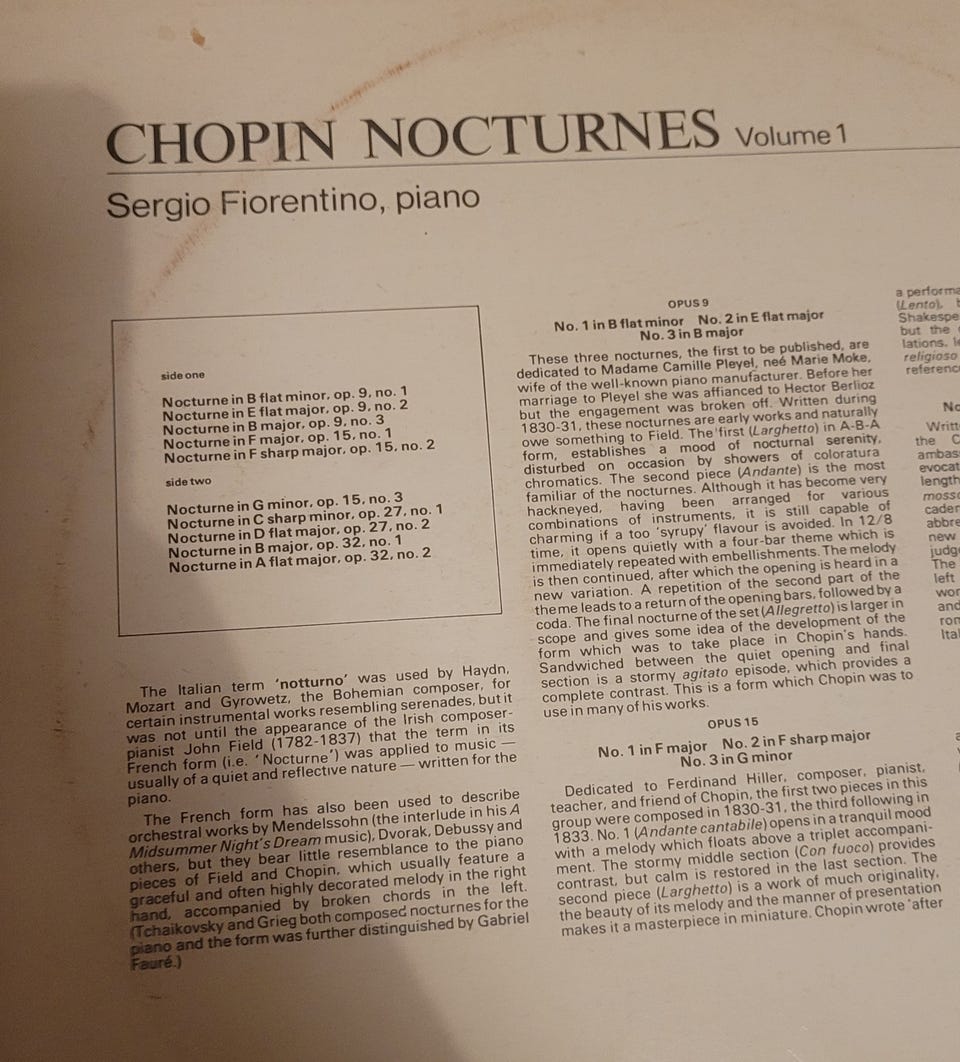 CHOPIN NOCTURNES Volume 1
Sergio Fiorentino, piano
side one
Nocturne in B flat minor, op. 9, no. 1
Nocturne in E flat major, op. 9, no. 2
Nocturne in B major, op. 9, no. 3
Nocturne in F major, op. 15, no. 1
Nocturne in F sharp major, op. 15, no. 2
side two
Nocturne in G minor, op. 15, no. 3
Nocturne in C sharp minor, op. 27, no. 1
Nocturne in D flat major, op. 27, no. 2
Nocturne in B major, op. 32, no. 1
Nocturne in A flat major, op. 32, no. 2
The Italian term 'notturno' was used by Haydn,
Mozart and Gyrowetz, the Bohemian composer, for
certain instrumental works resembling serenades, but it
was not until the appearance of the Irish composer-
pianist John Field (1782-1837) that the term in its
French form (i.e. 'Nocturne') was applied to music —
usually of a quiet and reflective nature — written for the
piano.
The French form has also been used to describe
orchestral works by Mendelssohn (the interlude in his A
Midsummer Night's Dream music), Dvorak, Debussy and
others, but they bear little resemblance to the piano
pieces of Field and Chopin, which usually feature a
graceful and often highly decorated melody in the right
hand, accompanied by broken chords in the left.
(Tchaikovsky and Grieg both composed nocturnes for the
piano and the form was further distinguished by Gabriel
Fauré.)
OPUS 9
No. 1 in B flat minor No. 2 in E flat major
No. 3 in B major
These three nocturnes, the first to be published, are
dedicated to Madame Camille Pleyel, neé Marie Moke,
wife of the well-known piano manufacturer. Before her
marriage to Pleyel she was affianced to Hector Berlioz
but the engagement was broken off. Written during
1830-31, these nocturnes are early works and naturally
owe something to Field. The first (Larghetto) in A-B-A
form, establishes a mood of nocturnal serenity,
disturbed on occasion by showers of coloratura
chromatics. The second piece (Andante) is the most
familiar of the nocturnes. Although it has become very
hackneyed, having been arranged for various
combinations of instruments, it is still capable of
charming if a too 'syrupy' flavour is avoided. In 12/8
time, it opens quietly with a four-bar theme which is
immediately repeated with embellishments. The melody
is then continued, after which the opening is heard in a
new variation. A repetition of the second part of the
theme leads to a return of the opening bars, followed by a
coda. The final nocturne of the set (Allegretto) is larger in
scope and gives some idea of the development of the
form which was to take place in Chopin's hands.
Sandwiched between the quiet opening and final
section is a stormy agitato episode, which provides a
complete contrast. This is a form which Chopin was to
use in many of his works.
OPUS 15
No. 1 in F major No. 2 in F sharp major
No. 3 in G minor
Dedicated to Ferdinand Hiller, composer, pianist,
teacher, and friend of Chopin, the first two pieces in this
group were composed in 1830-31, the third following in
1833. No. 1 (Andante cantabile) opens in a tranquil mood
with a melody which floats above a triplet accompani-
ment. The stormy middle section (Con fuoco) provides
contrast, but calm is restored in the last section. The
second piece (Larghetto) is a work of much originality,
the beauty of its melody and the manner of presentation
makes it a masterpiece in miniature. Chopin wrote 'after
a performa
(Lento),
Shakespe
but the
lations,
religioso
referenc
No
Writt
the C
ambas
evocat
length
mosso
caden
abbre
new
judge
The
left
wor
and
rom
Ital